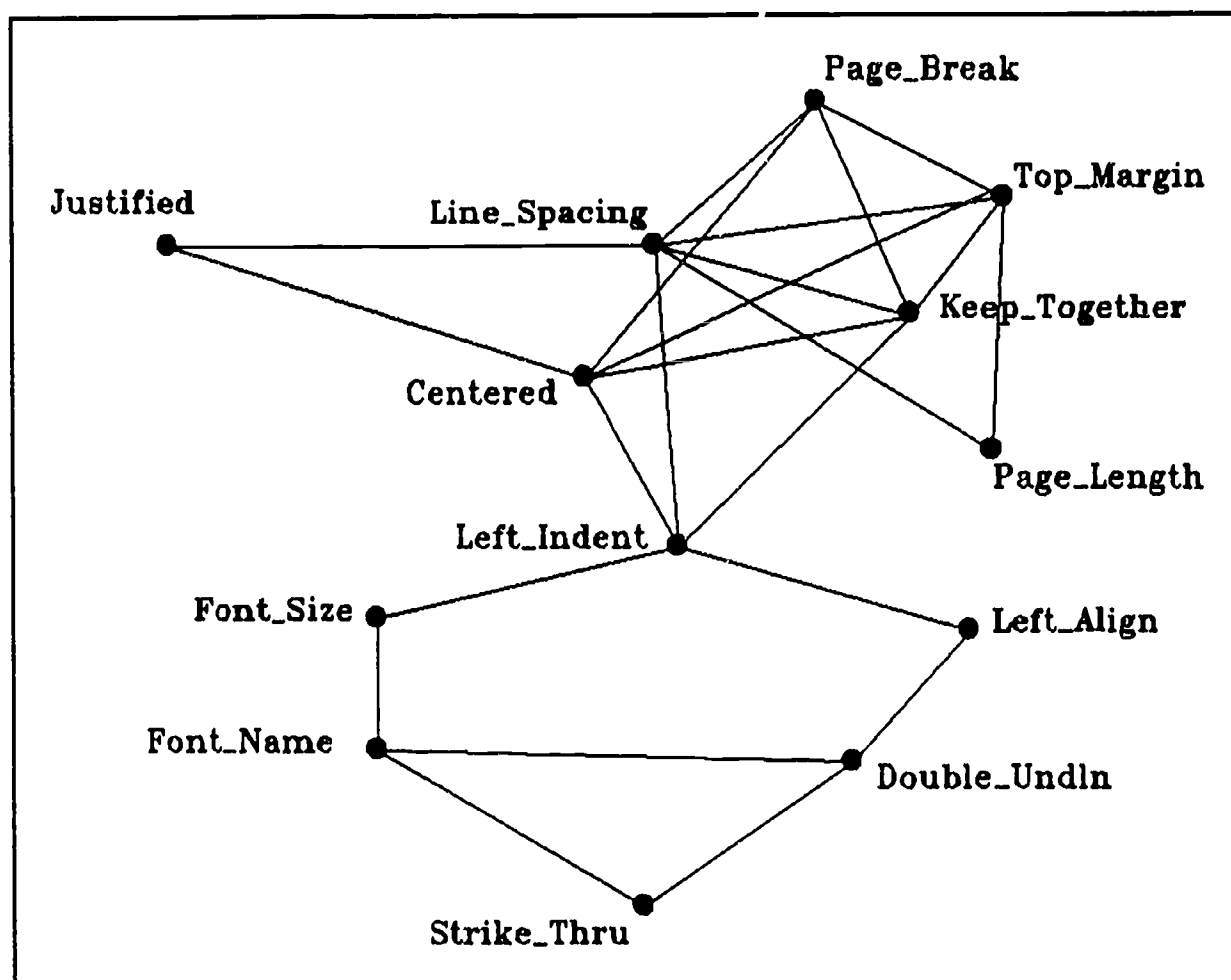 Page_Break
Top_Margin
Justified
Line_Spacing
Keep_Together
Centered
Page_Length
Left_Indent
Font_Size
Left_Align
Font_Name
Double_Undln
Strike_Thru